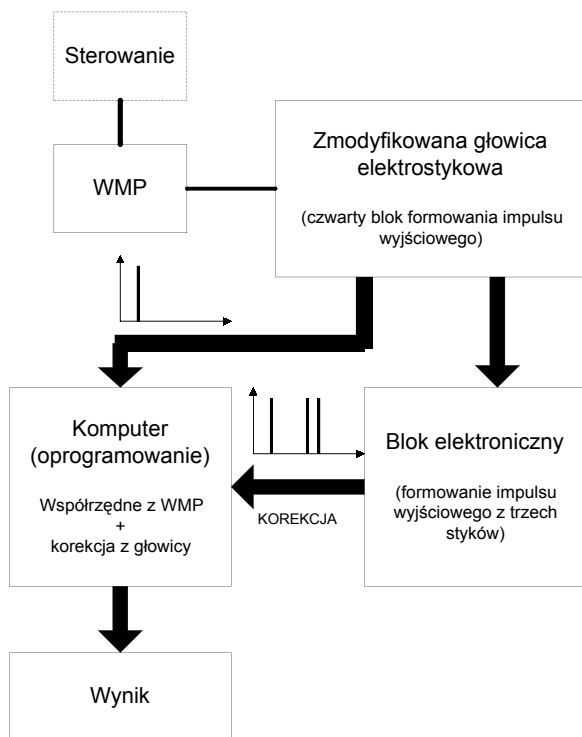 Sterowanie
WMP
Zmodyfikowana głowica
elektrostykowa
(czwarty blok formowania impulsu
wyjściowego)
Komputer
(oprogramowanie)
Współrzędne z WMP
+
korekcja z głowicy
KOREKCJA
Blok elektroniczny
(formowanie impulsu
wyjściowego z trzech
styków)
Wynik